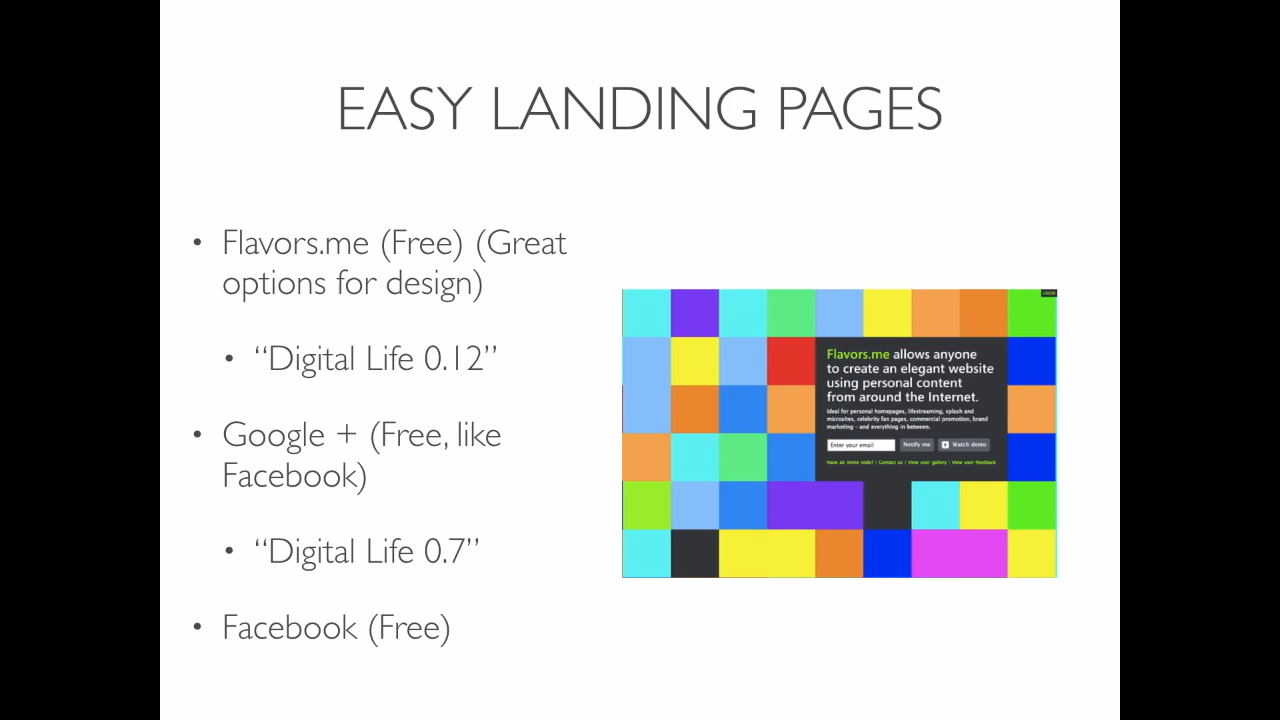 EASY LANDING PAGES
• Flavors.me (Free) (Great
options for design)
• “Digital Life 0.12”
• Google + (Free, like
Facebook)
• “Digital Life 0.7”
• Facebook (Free)
LOGIN
Flavors.me allows anyone
to create an elegant website
using personal content
from around the Internet.
Ideal for personal homepages, lifestreaming, splash and
microsites, celebrity fan pages, commercial promotion, brand
marketing - and everything in between.
Enter your email Notify me Watch demo
Have an invite code? | Contact us | View user gallery | View user feedback